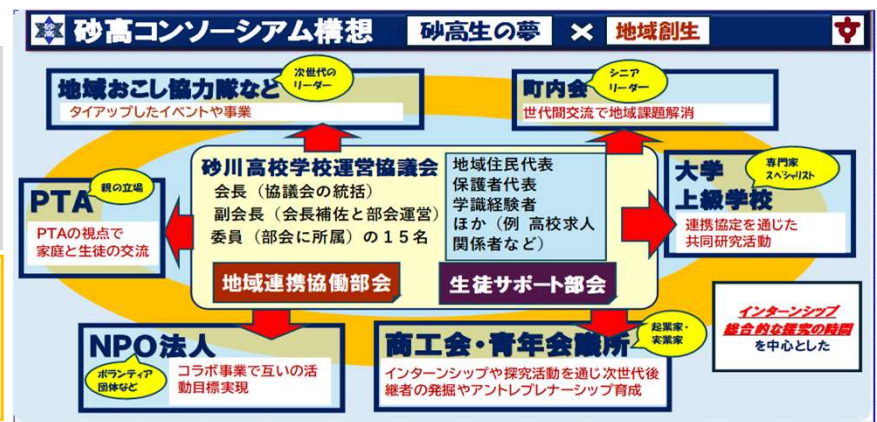 砂高
砂高コンソーシアム構想
砂高生の夢 × 地域創生
地域おこし協力隊など
次世代の
リーダー
タイアップしたイベントや事業
町内会
シニア
リーダー
世代間交流で地域課題解消
PTA
親の立場
PTAの視点で
家庭と生徒の交流
砂川高校学校運営協議会
会長(協議会の統括)
副会長(会長補佐と部会運営)
委員(部会に所属)の15名
地域住民代表
保護者代表
学識経験者
ほか(例 高校求人
関係者など)
地域連携協働部会
生徒サポート部会
大学
上級学校
専門家
スペシャリスト
連携協定を通じた
共同研究活動
NPO法人
ボランティア
団体など
コラボ事業で互いの活
動目標実現
商工会・青年会議所
起業家・
実業家
インターンシップや探究活動を通じ次世代後
継者の発掘やアントレプレナーシップ育成
インターンシップ
総合的な探究の時間
を中心とした